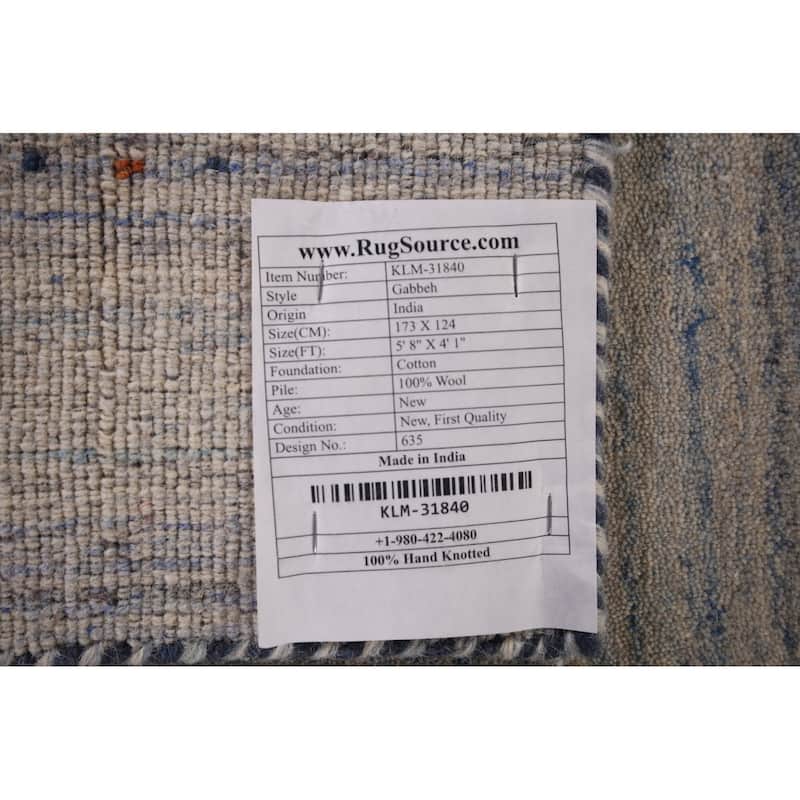 www.RugSource.com
Item Number: KLM-31840
Style Gabbeh
Origin India
Size(CM): 173 X 124
Size(FT): 5' 8" X 4' 1"
Foundation: Cotton
Pile: 100% Wool
Age: New
Condition: New, First Quality
Design No.: 635
Made in India
KLM-31840
+1-980-422-4080
100% Hand Knotted